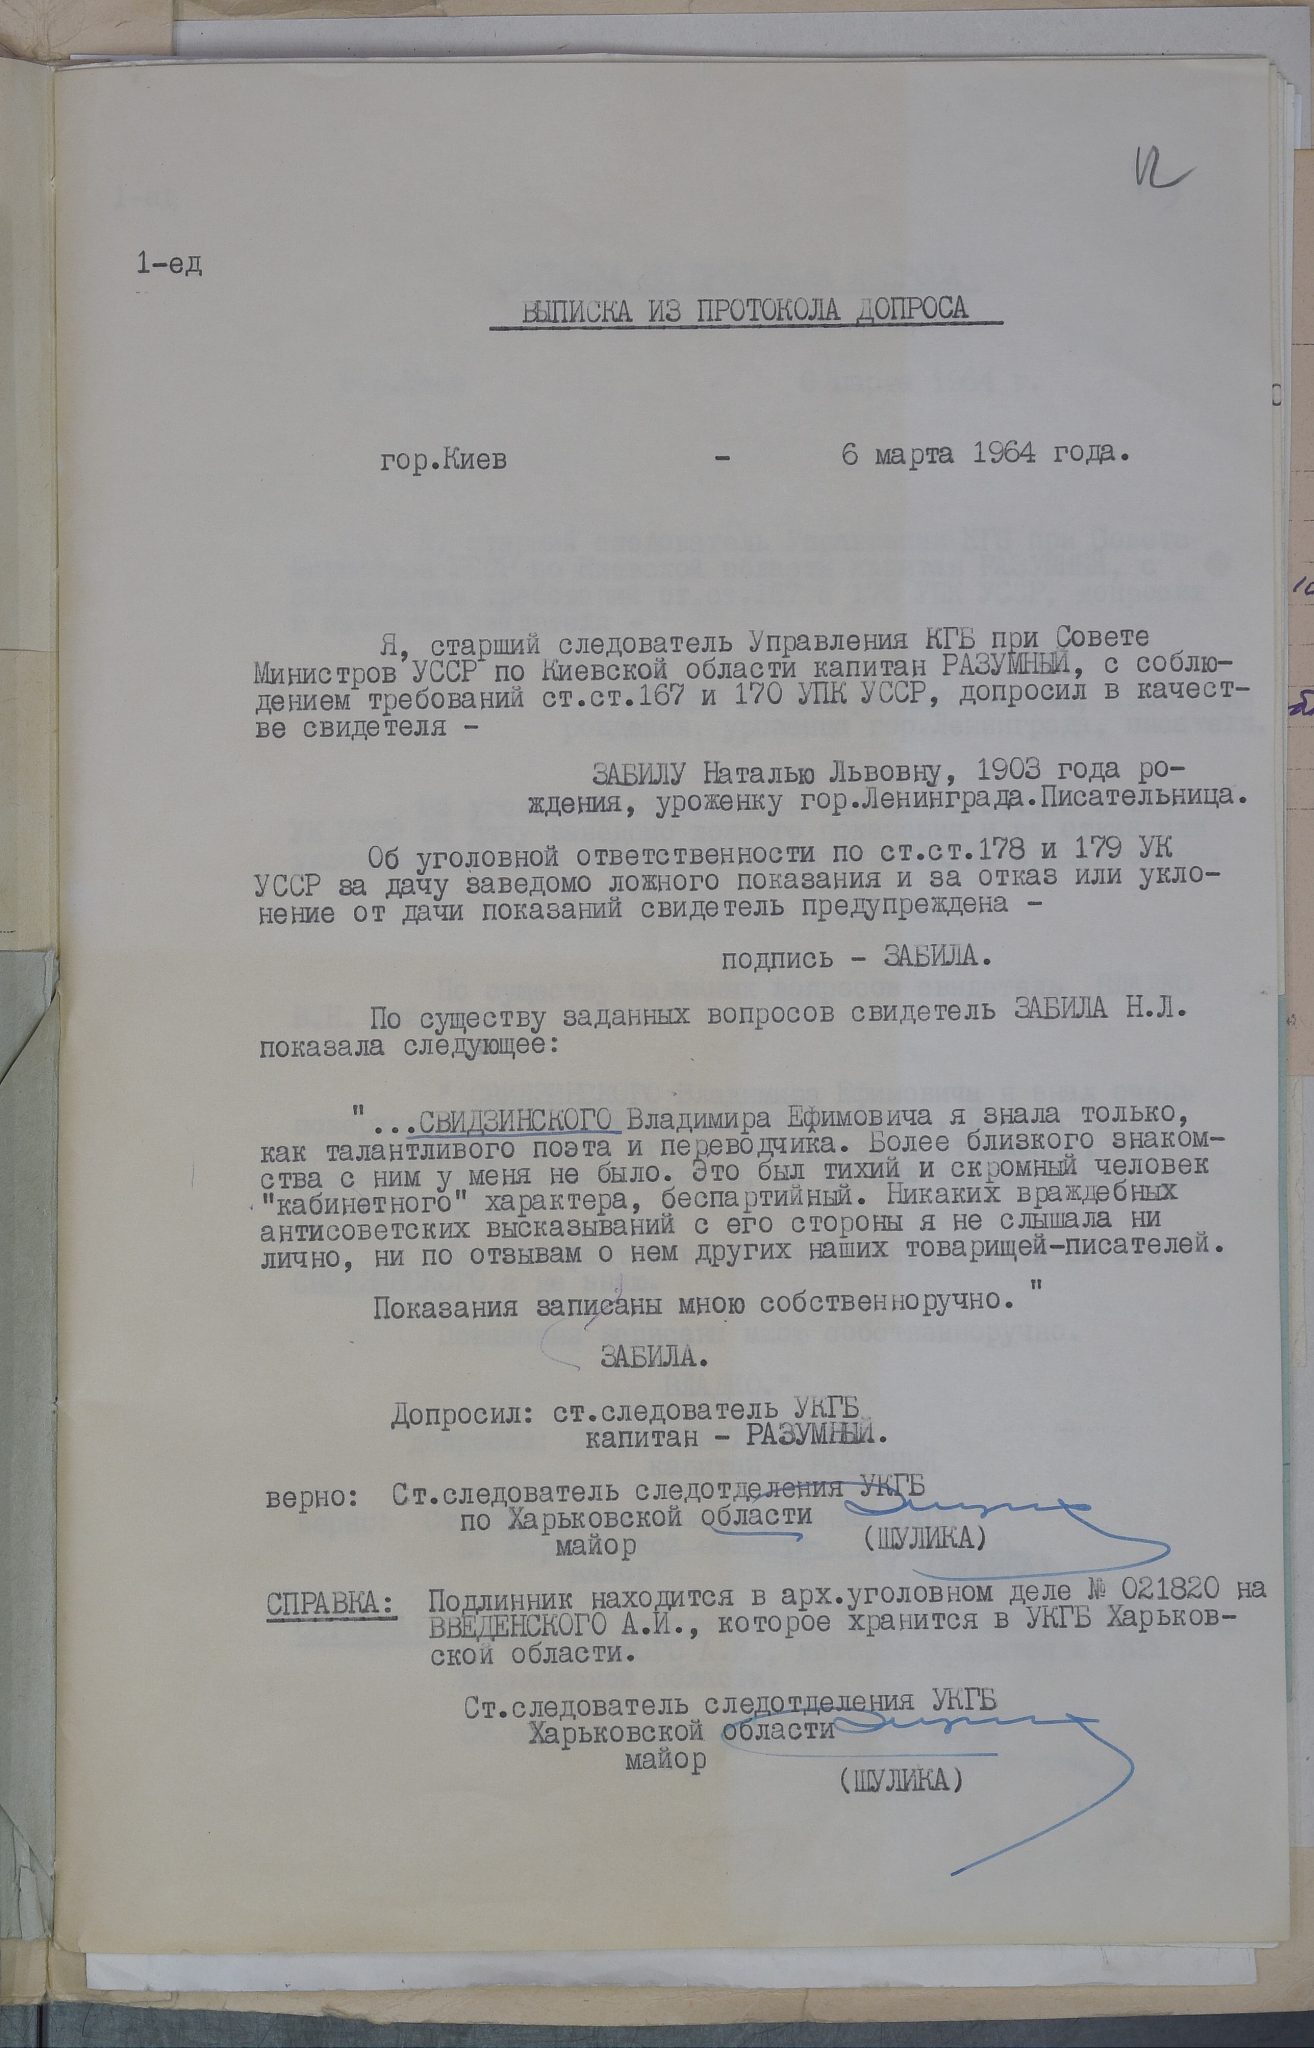 12
1-ед
ВЫПИСКА ИЗ ПРОТОКОЛА ДОПРОСА
гор.Киев - 6 марта 1964 года.
Я, старший следователь Управления КГБ при Совете
Министров УССР по Киевской области капитан РАЗУМНЫЙ, с соблю-
дением требований ст.ст.167 и 170 УПК УССР, допросил в качест-
ве свидетеля -
ЗАБИЛУ Наталью Львовну, 1903 года ро-
ждения, уроженку гор.Ленинграда.Писательница.
Об уголовной ответственности по ст.ст.178 и 179 УК
УССР за дачу заведомо ложного показания и за отказ или укло-
нение от дачи показаний свидетель предупреждена -
подпись - ЗАБИЛА.
По существу заданных вопросов свидетель ЗАБИЛА Н.Л.
показала следующее:
"...СВИДЗИНСКОГО Владимира Ефимовича я знала только,
как талантливого поэта и переводчика. Более близкого знаком-
ства с ним у меня не было. Это был тихий и скромный человек
"кабинетного" характера, беспартийный. Никаких враждебных
антисоветских высказываний с его стороны я не слышала ни
лично, ни по отзывам о нем других наших товарищей-писателей.
Показания записаны мною собственноручно."
ЗАБИЛА.
Допросил: ст.следователь УКГБ
капитан - РАЗУМНЫЙ.
верно: Ст.следователь следотделения УКГБ
по Харьковской области
майор (ШУЛИКА)
СПРАВКА: Подлинник находится в арх.уголовном деле № 021820 на
ВВЕДЕНСКОГО А.И., которое хранится в УКГБ Харьков-
ской области.
Ст.следователь следотделения УКГБ
Харьковской области
майор
(ШУЛИКА)